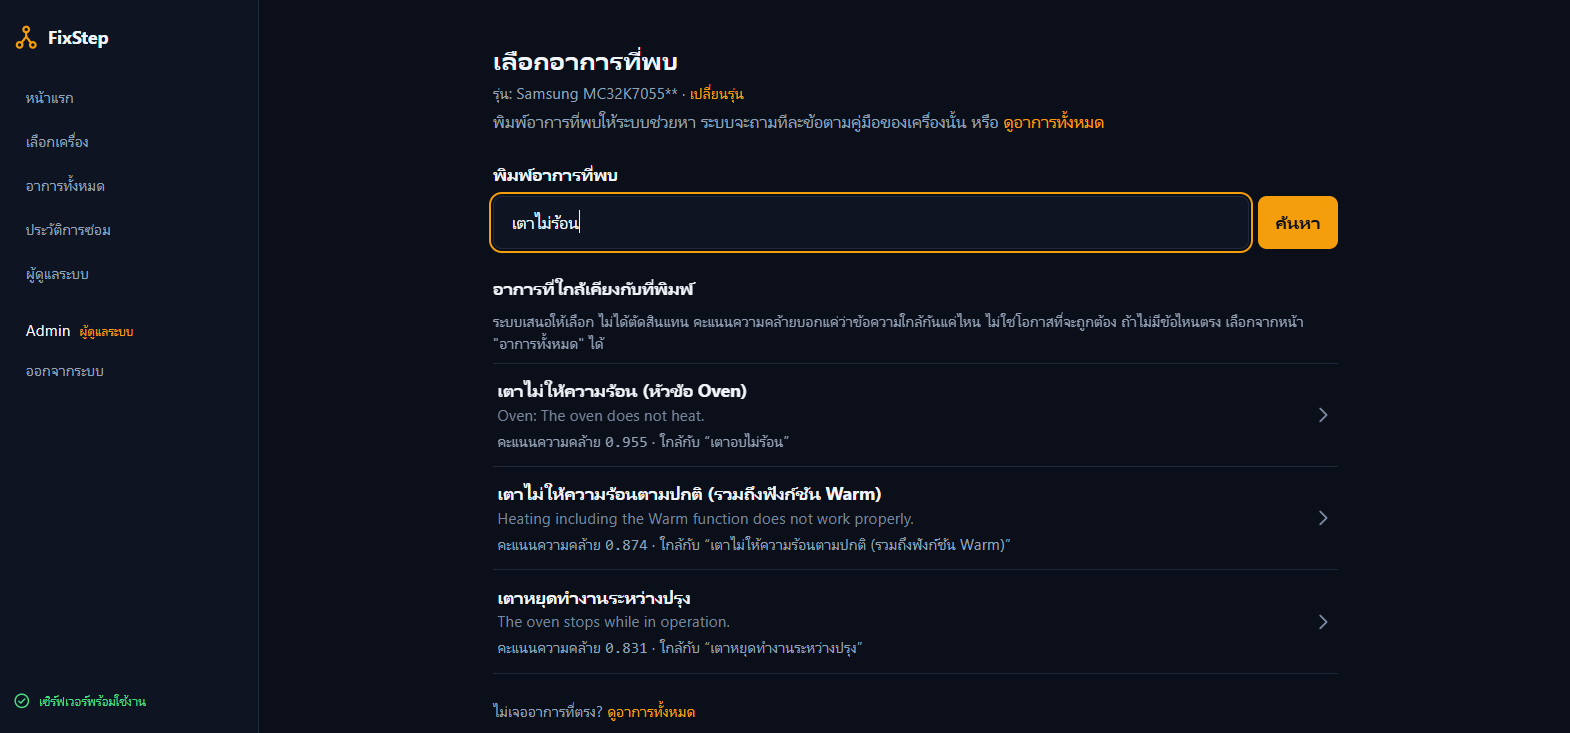 FixStep
หน้าแรก
เลือกเครื่อง
อาการทั้งหมด
ประวัติการซ่อม
ผู้ดูแลระบบ
Admin ผู้ดูแลระบบ
ออกจากระบบ
เซิร์ฟเวอร์พร้อมใช้งาน
เลือกอาการที่พบ
รุ่น: Samsung MC32K7055** · เปลี่ยนรุ่น
พิมพ์อาการที่พบให้ระบบช่วยหา ระบบจะถามทีละข้อตามคู่มือของเครื่องนั้น หรือ ดูอาการทั้งหมด
พิมพ์อาการที่พบ
เตาไม่ร้อน
ค้นหา
อาการที่ใกล้เคียงกับที่พิมพ์
ระบบเสนอให้เลือก ไม่ได้ตัดสินแทน คะแนนความคล้ายบอกแค่ว่าข้อความใกล้กันแค่ไหน ไม่ใช่โอกาสที่จะถูกต้อง ถ้าไม่มีข้อไหนตรง เลือกจากหน้า
"อาการทั้งหมด" ได้
เตาไม่ให้ความร้อน (หัวข้อ Oven)
Oven: The oven does not heat.
คะแนนความคล้าย 0.955 · ใกล้กับ “เตาอบไม่ร้อน”
เตาไม่ให้ความร้อนตามปกติ (รวมถึงฟังก์ชัน Warm)
Heating including the Warm function does not work properly.
คะแนนความคล้าย 0.874 · ใกล้กับ “เตาไม่ให้ความร้อนตามปกติ (รวมถึงฟังก์ชัน Warm)”
เตาหยุดทำงานระหว่างปรุง
The oven stops while in operation.
คะแนนความคล้าย 0.831 · ใกล้กับ “เตาหยุดทำงานระหว่างปรุง”
ไม่เจออาการที่ตรง? ดูอาการทั้งหมด